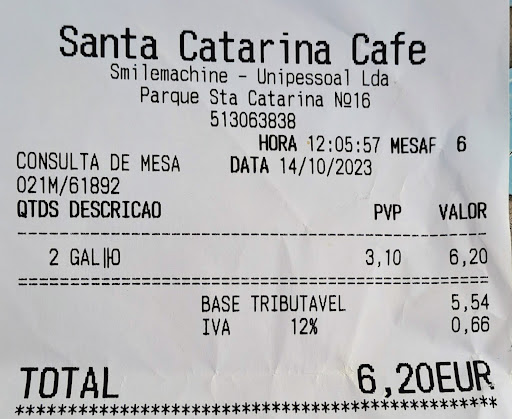 Santa Catarina Cafe
Smilemachine - Unipessoal Lda
Parque Sta Catarina Nº16
513063838
HORA 12:05:57 MESAF 6
CONSULTA DE MESA DATA 14/10/2023
021M/61892
QTDS DESCRICAO PVP VALOR
--------------------------------------------------
2 GAL||O 3,10 6,20
==================================================
BASE TRIBUTAVEL 5,54
IVA 12% 0,66
TOTAL 6,20EUR
**************************************************